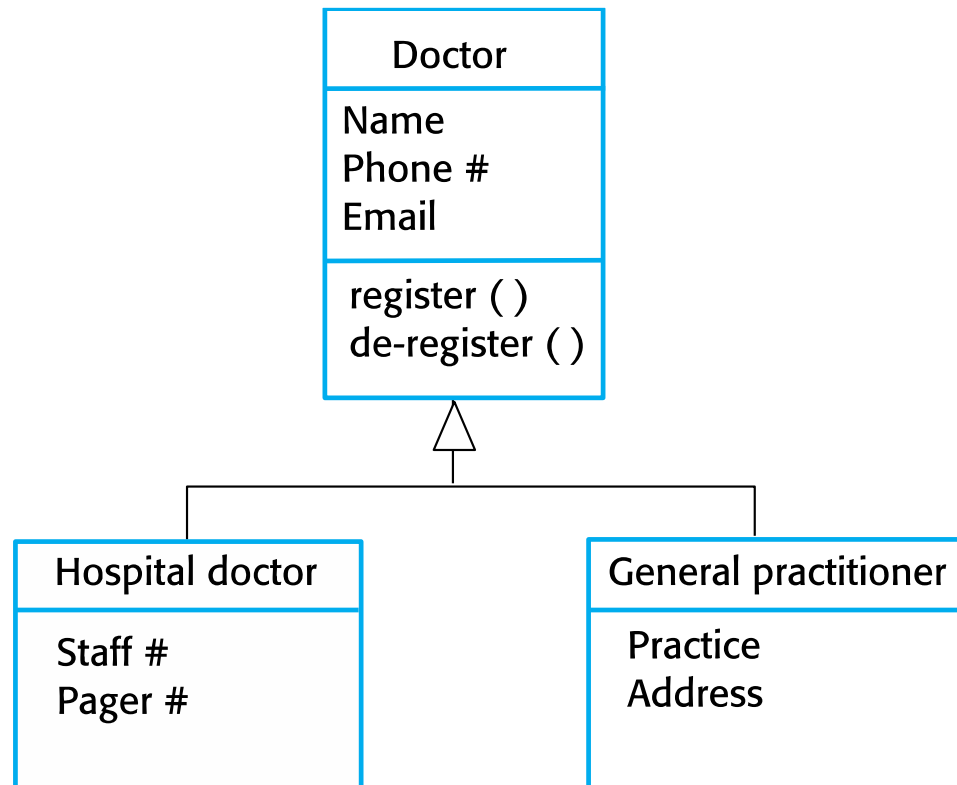 Doctor
Name
Phone #
Email
register ( )
de-register ( )
Hospital doctor
Staff #
Pager #
General practitioner
Practice
Address